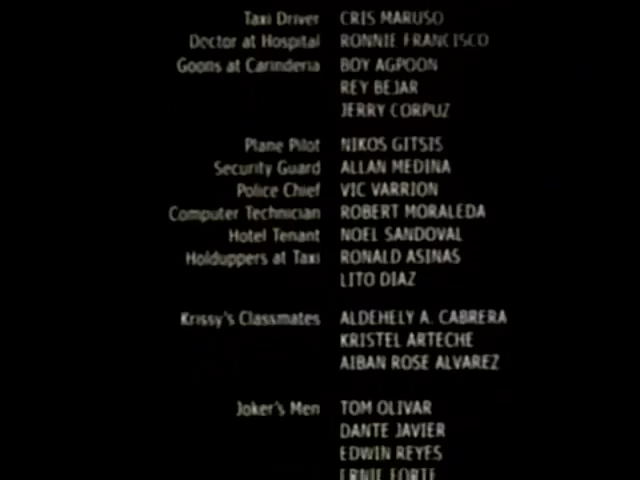 Taxi Driver CRIS MARUSO
Doctor at Hospital RONNIE FRANCISCO
Goons at Carinderia BOY AGPOON
REY BEJAR
JERRY CORPUZ
Plane Pilot NIKOS GITSIS
Security Guard ALLAN MEDINA
Police Chief VIC VARRION
Computer Technician ROBERT MORALEDA
Hotel Tenant NOEL SANDOVAL
Holduppers at Taxi RONALD ASINAS
LITO DIAZ
Krissy's Classmates ALDEHELY A. CABRERA
KRISTEL ARTECHE
AIBAN ROSE ALVAREZ
Joker's Men TOM OLIVAR
DANTE JAVIER
EDWIN REYES
ERNIE FORTE